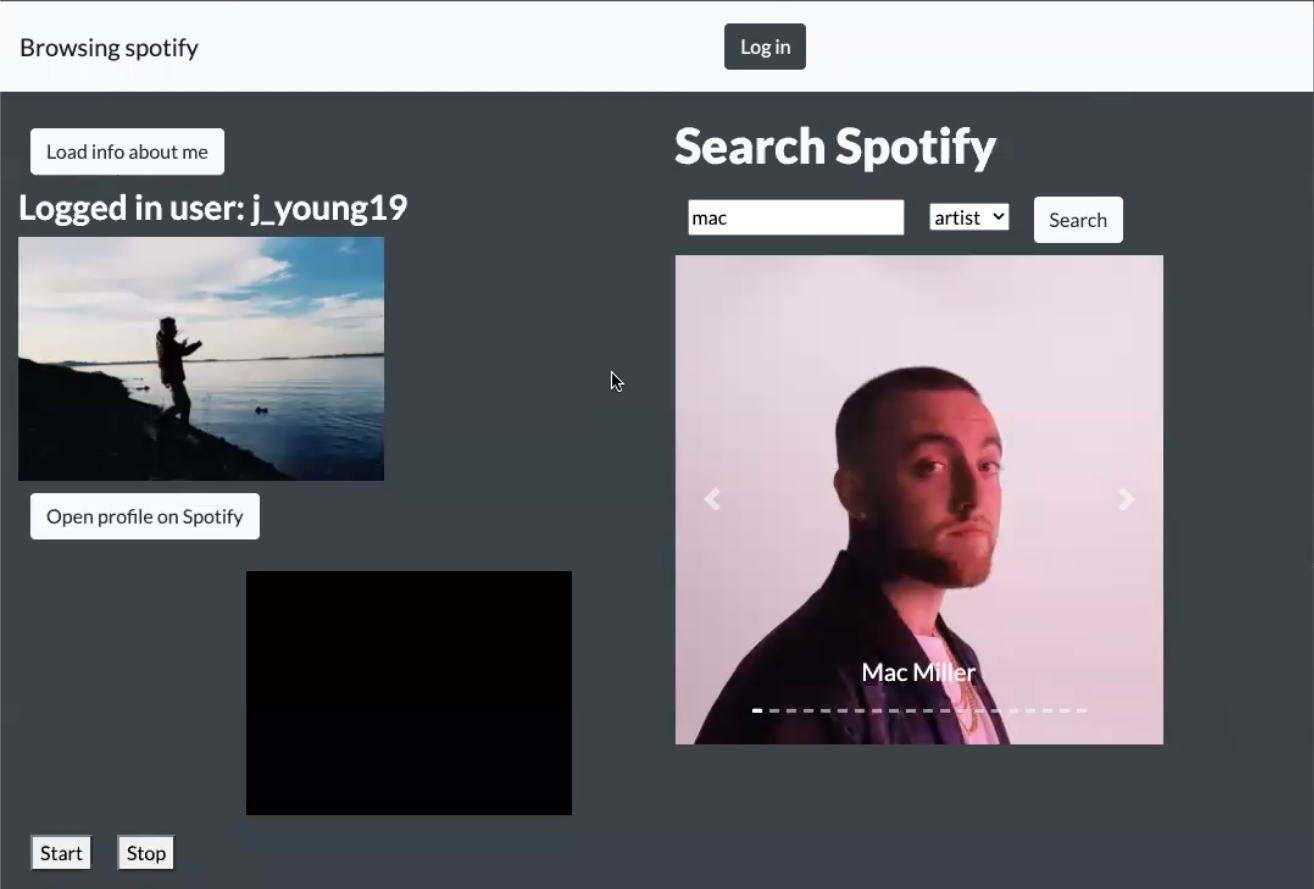 Browsing spotify
Log in
Load info about me
Logged in user: j_young19
Open profile on Spotify
Start
Stop
Search Spotify
mac
artist
Search
Mac Miller